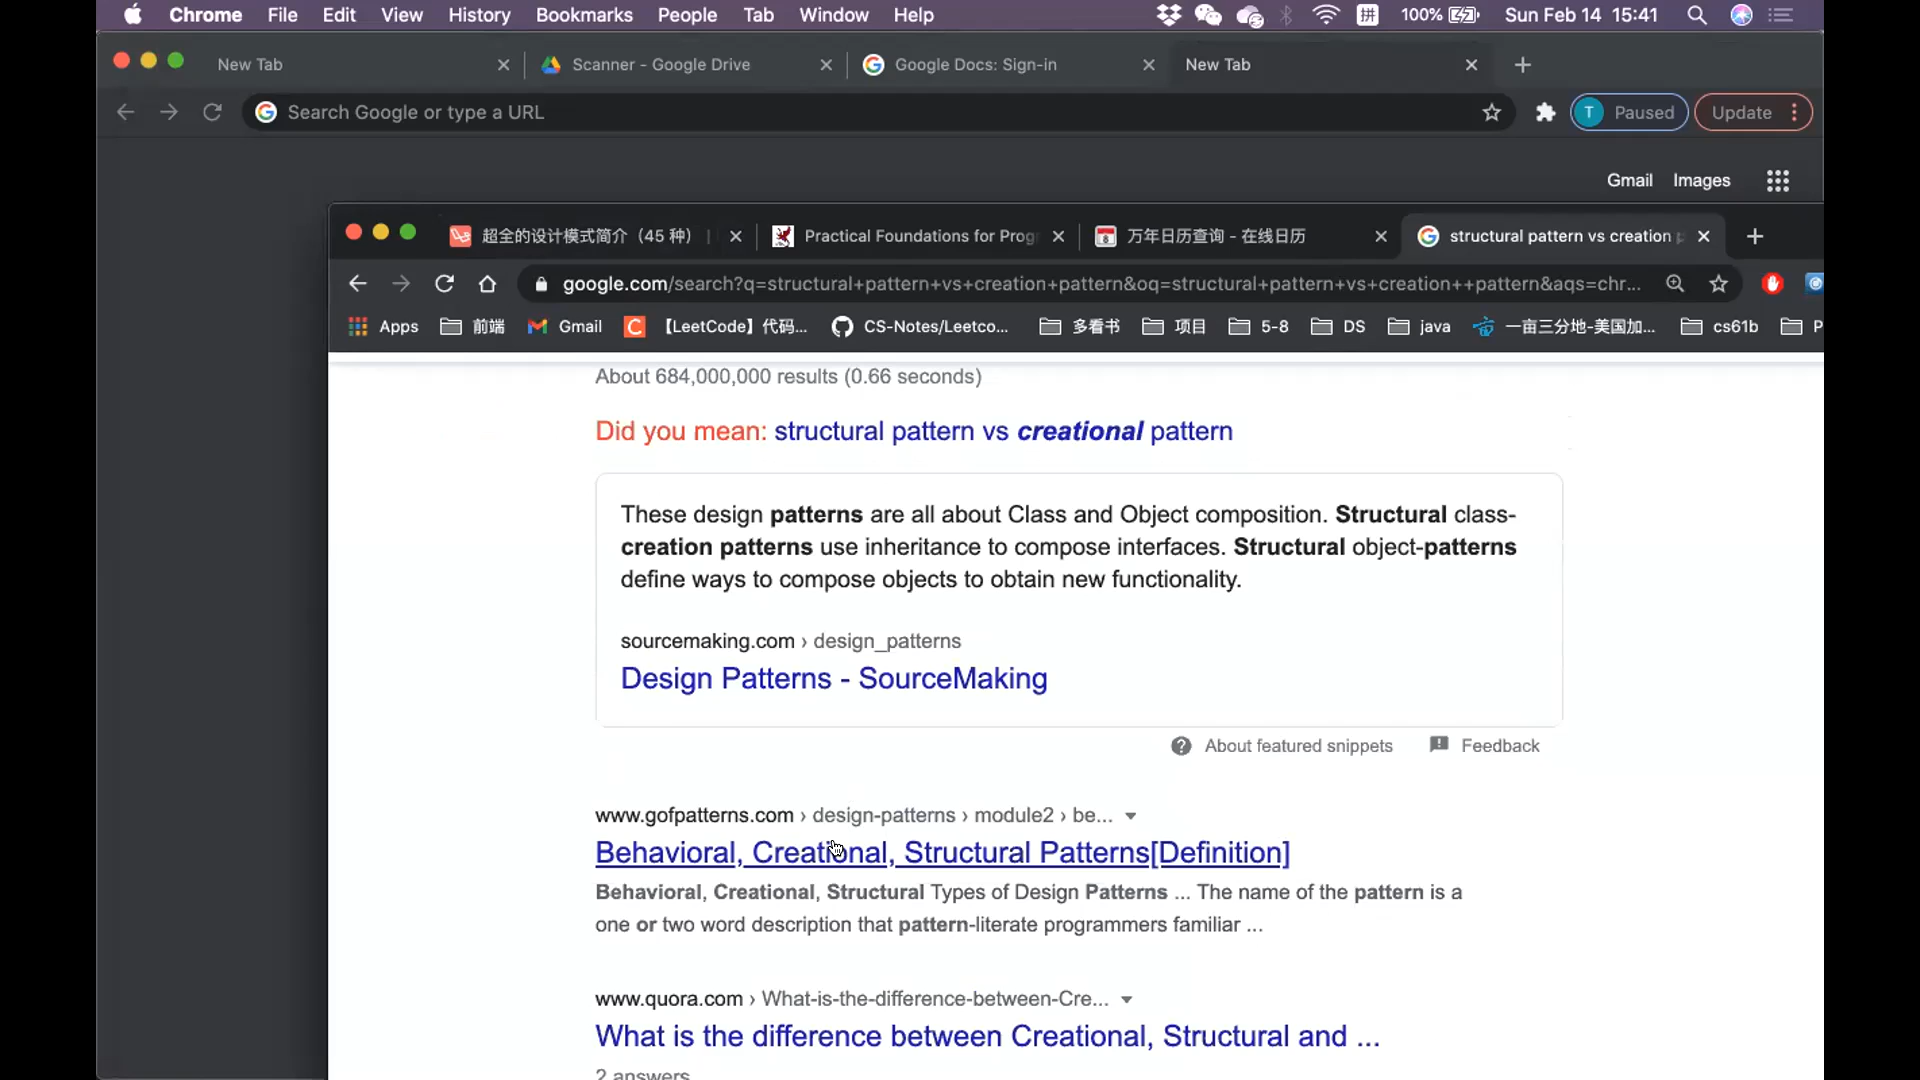 Chrome File Edit View History Bookmarks People Tab Window Help 拼 100% Sun Feb 14 15:41
New Tab Scanner - Google Drive Google Docs: Sign-in New Tab
Search Google or type a URL T Paused Update
Gmail Images
超全的设计模式简介（45 种） | Practical Foundations for Prog 万年日历查询 - 在线日历 structural pattern vs creation p
google.com/search?q=structural+pattern+vs+creation+pattern&oq=structural+pattern+vs+creation++pattern&aqs=chr...
Apps 前端 Gmail 【LeetCode】代码... CS-Notes/Leetco... 多看书 项目 5-8 DS java 一亩三分地-美国加... cs61b P
About 684,000,000 results (0.66 seconds)
Did you mean: structural pattern vs creational pattern
These design patterns are all about Class and Object composition. Structural class-
creation patterns use inheritance to compose interfaces. Structural object-patterns
define ways to compose objects to obtain new functionality.
sourcemaking.com › design_patterns
Design Patterns - SourceMaking
About featured snippets Feedback
www.gofpatterns.com › design-patterns › module2 › be...
Behavioral, Creational, Structural Patterns[Definition]
Behavioral, Creational, Structural Types of Design Patterns ... The name of the pattern is a
one or two word description that pattern-literate programmers familiar ...
www.quora.com › What-is-the-difference-between-Cre...
What is the difference between Creational, Structural and ...
2 answers